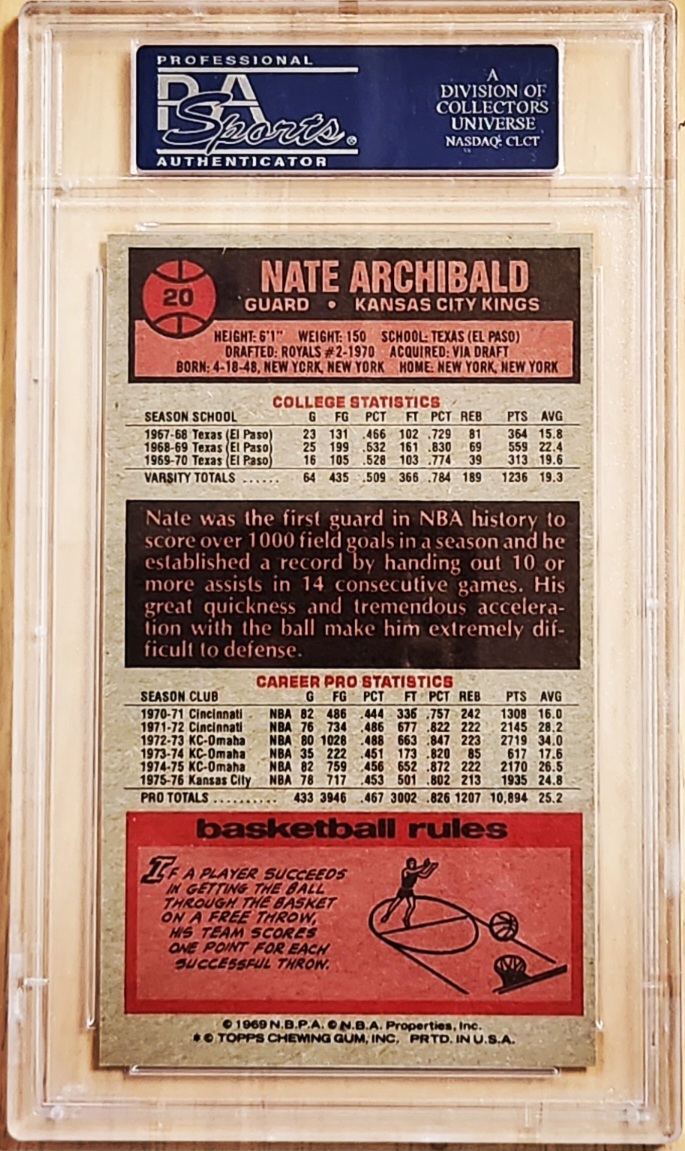 PROFESSIONAL
PSA
Sports®
AUTHENTICATOR
A
DIVISION OF
COLLECTORS
UNIVERSE
NASDAQ: CLCT
20
NATE ARCHIBALD
GUARD • KANSAS CITY KINGS
HEIGHT: 6'1" WEIGHT: 150 SCHOOL: TEXAS (EL PASO)
DRAFTED: ROYALS #2-1970 ACQUIRED: VIA DRAFT
BORN: 4-18-48, NEW YORK, NEW YORK HOME: NEW YORK, NEW YORK
COLLEGE STATISTICS
SEASON SCHOOL G FG PCT FT PCT REB PTS AVG
1967-68 Texas (El Paso) 23 131 .466 102 .729 81 364 15.8
1968-69 Texas (El Paso) 25 199 .532 161 .830 69 559 22.4
1969-70 Texas (El Paso) 16 105 .528 103 .774 39 313 19.6
VARSITY TOTALS ...... 64 435 .509 366 .784 189 1236 19.3
Nate was the first guard in NBA history to
score over 1000 field goals in a season and he
established a record by handing out 10 or
more assists in 14 consecutive games. His
great quickness and tremendous accelera-
tion with the ball make him extremely dif-
ficult to defense.
CAREER PRO STATISTICS
SEASON CLUB G FG PCT FT PCT REB PTS AVG
1970-71 Cincinnati NBA 82 486 .444 336 .757 242 1308 16.0
1971-72 Cincinnati NBA 76 734 .486 677 .822 222 2145 28.2
1972-73 KC-Omaha NBA 80 1028 .488 663 .847 223 2719 34.0
1973-74 KC-Omaha NBA 35 222 .451 173 .820 85 617 17.6
1974-75 KC-Omaha NBA 82 759 .456 652 .872 222 2170 26.5
1975-76 Kansas City NBA 78 717 .453 501 .802 213 1935 24.8
PRO TOTALS .......... 433 3946 .467 3002 .826 1207 10,894 25.2
basketball rules
IF A PLAYER SUCCEEDS
IN GETTING THE BALL
THROUGH THE BASKET
ON A FREE THROW,
HIS TEAM SCORES
ONE POINT FOR EACH
SUCCESSFUL THROW.
© 1969 N.B.P.A. © N.B.A. Properties, Inc.
* © TOPPS CHEWING GUM, INC. PRTD. IN U.S.A.